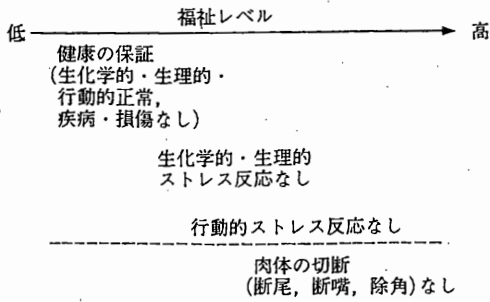 福祉レベル
低 高
健康の保証
(生化学的・生理的・
行動的正常,
疾病・損傷なし)
生化学的・生理的
ストレス反応なし
行動的ストレス反応なし
肉体の切断
(断尾, 断嘴, 除角)なし